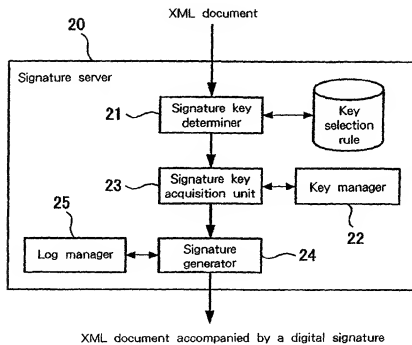 XML document
20
Signature server
21
Signature key
determiner
Key
selection
rule
23
Signature key
acquisition unit
Key manager
22
25
Log manager
Signature
generator
24
XML document accompanied by a digital signature